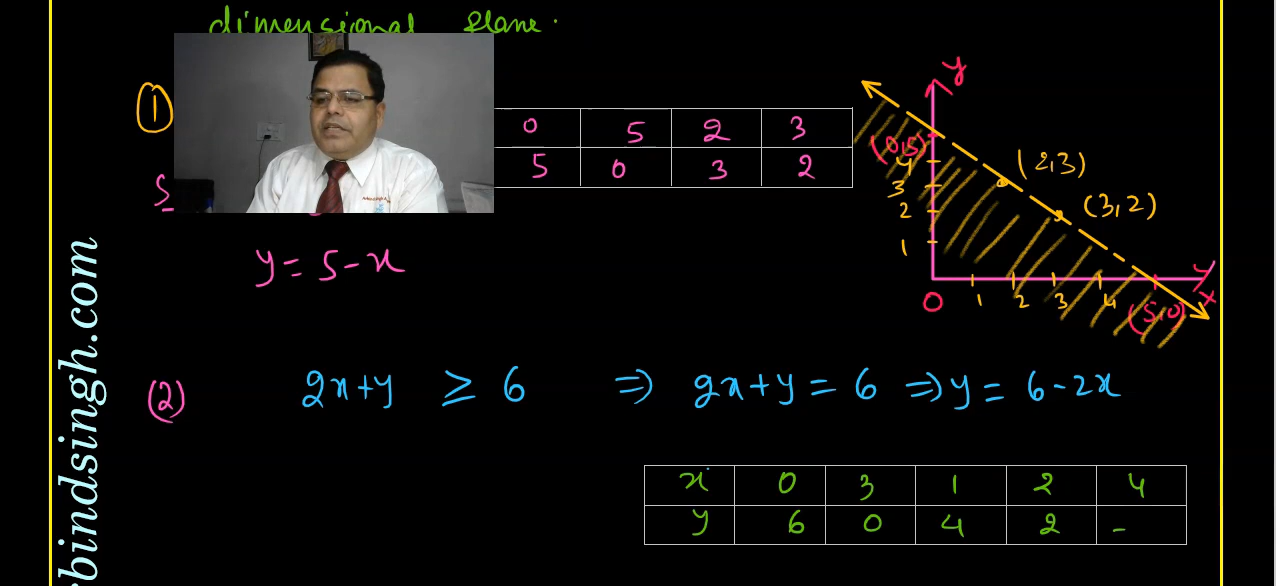 dimensional plane.
(1)
0 5 2 3
5 0 3 2
S
y = 5-x
y
(0,5)
4
3
2
1
(2,3)
(3,2)
0 1 2 3 4 (5,0) x
(2) 2x+y ≥ 6 => 2x+y = 6 => y = 6-2x
x 0 3 1 2 4
y 6 0 4 2 -
bindsingh.com